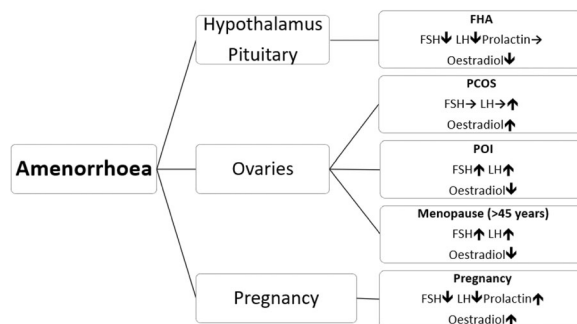 Amenorrhoea
Hypothalamus
Pituitary
Ovaries
Pregnancy
FHA
FSH↓ LH↓Prolactin→
Oestradiol↓
PCOS
FSH→ LH→↑
Oestradiol↑
POI
FSH↑ LH↑
Oestradiol↓
Menopause (>45 years)
FSH↑ LH↑
Oestradiol↓
Pregnancy
FSH↓ LH↓Prolactin↑
Oestradiol↑